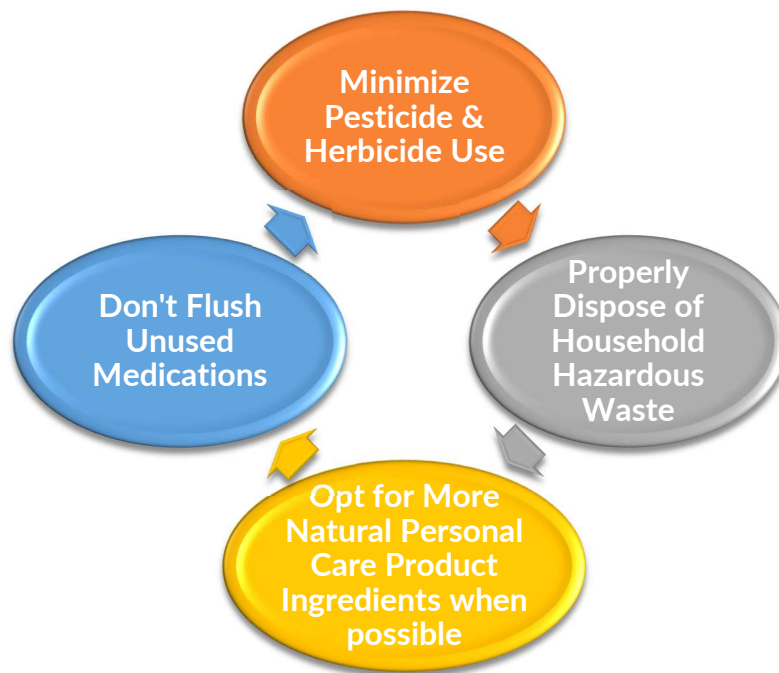 Minimize
Pesticide &
Herbicide Use
Properly
Dispose of
Household
Hazardous
Waste
Opt for More
Natural Personal
Care Product
Ingredients when
possible
Don't Flush
Unused
Medications